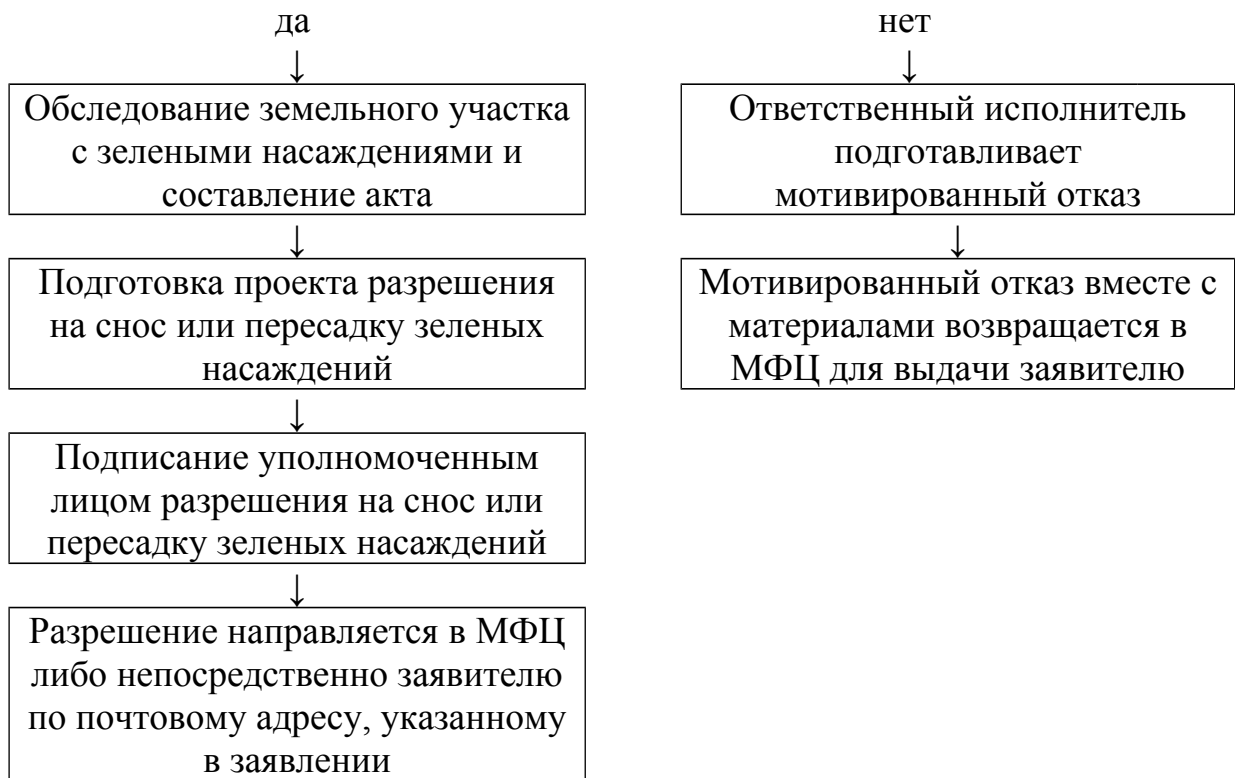 да
↓
Обследование земельного участка
с зелеными насаждениями и
составление акта
↓
Подготовка проекта разрешения
на снос или пересадку зеленых
насаждений
↓
Подписание уполномоченным
лицом разрешения на снос или
пересадку зеленых насаждений
↓
Разрешение направляется в МФЦ
либо непосредственно заявителю
по почтовому адресу, указанному
в заявлении
нет
↓
Ответственный исполнитель
подготавливает
мотивированный отказ
↓
Мотивированный отказ вместе с
материалами возвращается в
МФЦ для выдачи заявителю